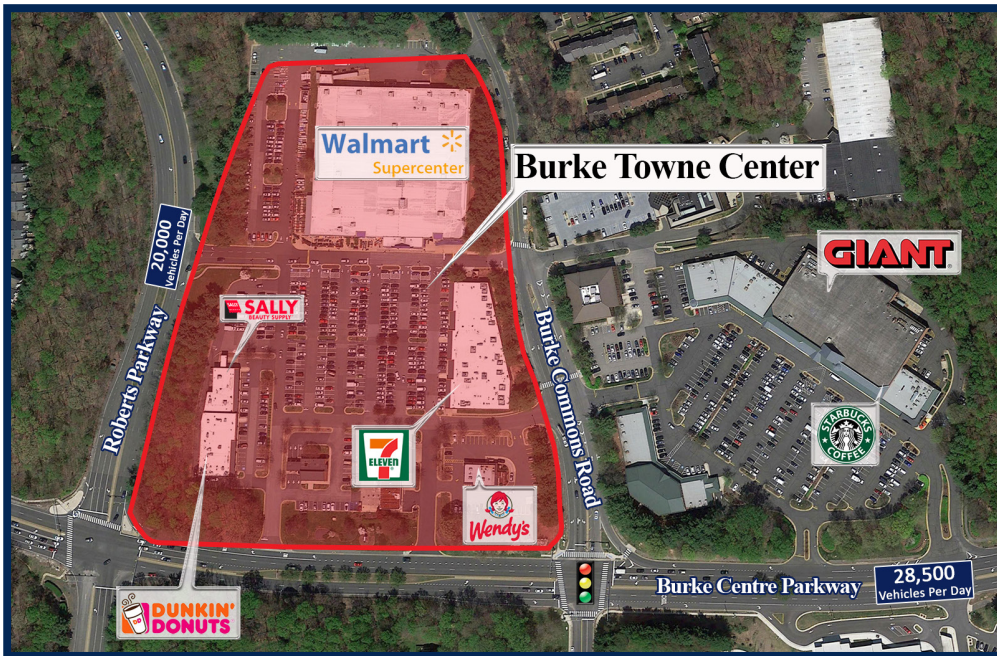 Walmart
Supercenter
Burke Towne Center
20,000
Vehicles Per Day
GIANT
SALLY
BEAUTY SUPPLY
Roberts Parkway
Burke Commons Road
7
ELEVEN
STARBUCKS
COFFEE
Wendy's
Burke Centre Parkway
28,500
Vehicles Per Day
DUNKIN'
DONUTS